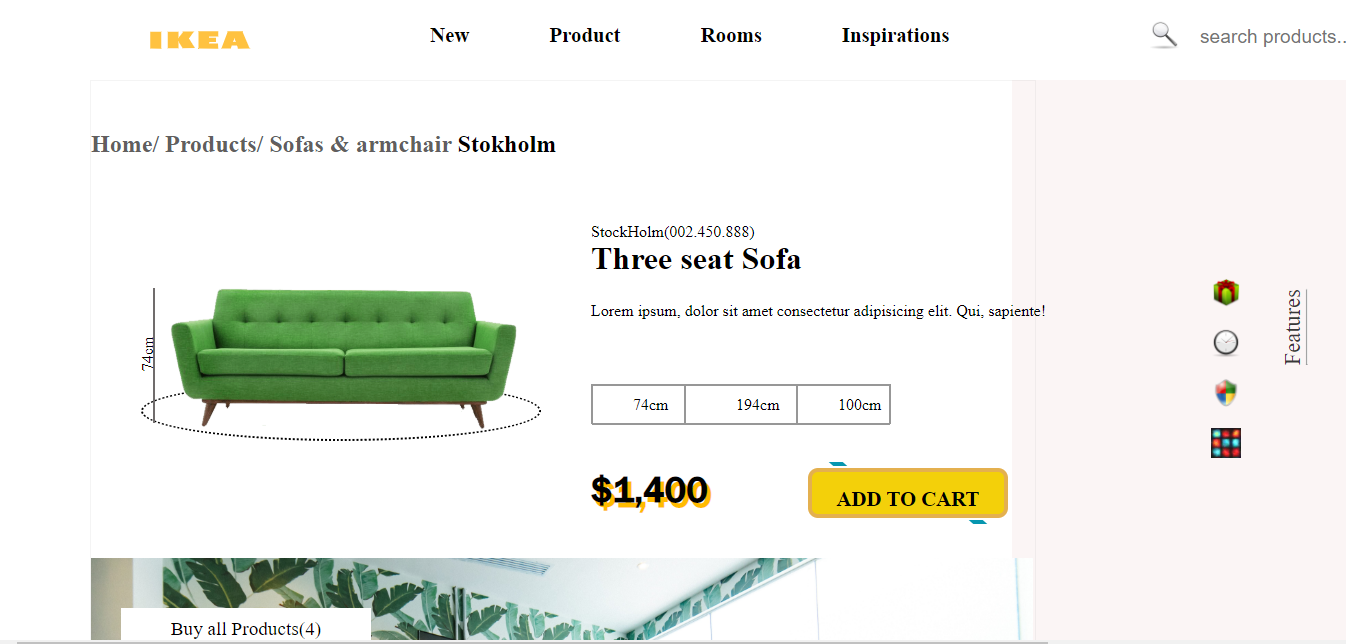 IKEA New Product Rooms Inspirations search products..
Home/ Products/ Sofas & armchair Stokholm
StockHolm(002.450.888)
Three seat Sofa
Lorem ipsum, dolor sit amet consectetur adipisicing elit. Qui, sapiente!
74cm
Features
74cm 194cm 100cm
$1,400
ADD TO CART
Buy all Products(4)